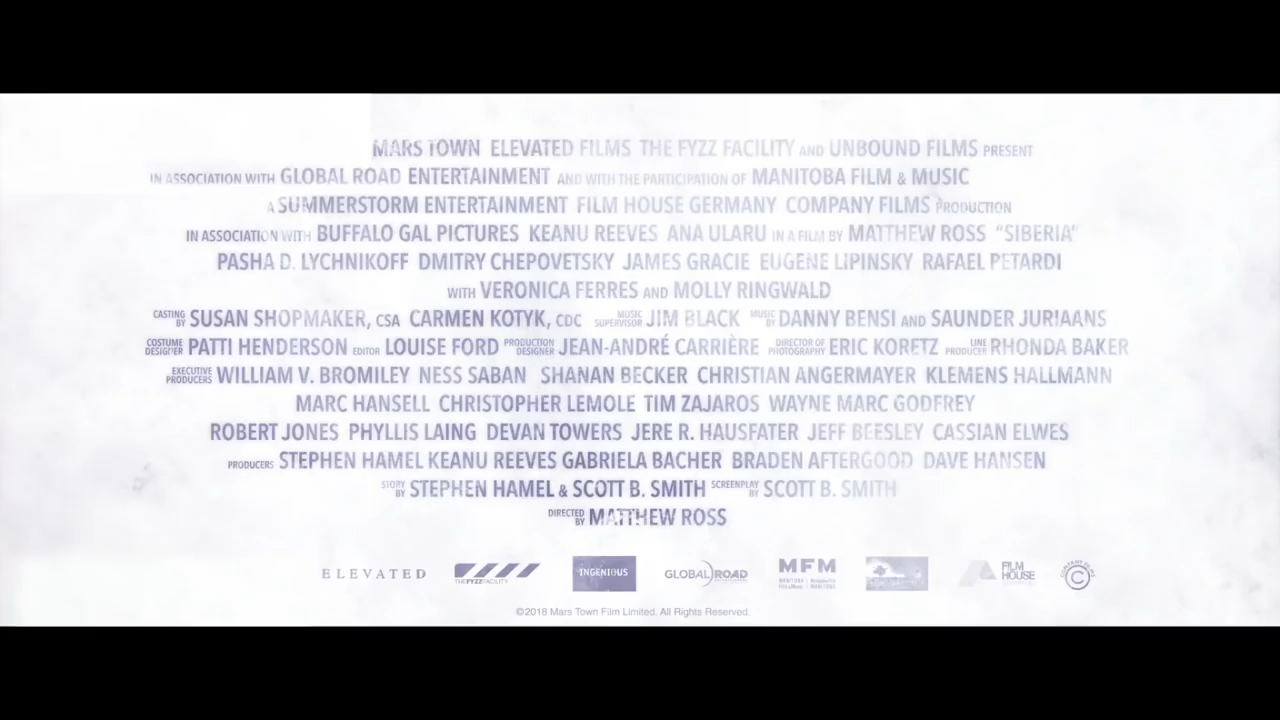 MARS TOWN ELEVATED FILMS THE FYZZ FACILITY AND UNBOUND FILMS PRESENT
IN ASSOCIATION WITH GLOBAL ROAD ENTERTAINMENT AND WITH THE PARTICIPATION OF MANITOBA FILM & MUSIC
A SUMMERSTORM ENTERTAINMENT FILM HOUSE GERMANY COMPANY FILMS PRODUCTION
IN ASSOCIATION WITH BUFFALO GAL PICTURES KEANU REEVES ANA ULARU IN A FILM BY MATTHEW ROSS "SIBERIA"
PASHA D. LYCHNIKOFF DMITRY CHEPOVETSKY JAMES GRACIE EUGENE LIPINSKY RAFAEL PETARDI
WITH VERONICA FERRES AND MOLLY RINGWALD
CASTING BY SUSAN SHOPMAKER, CSA CARMEN KOTYK, CDC MUSIC SUPERVISOR JIM BLACK MUSIC BY DANNY BENSI AND SAUNDER JURIAANS
COSTUME DESIGNER PATTI HENDERSON EDITOR LOUISE FORD PRODUCTION DESIGNER JEAN-ANDRÉ CARRIÈRE DIRECTOR OF PHOTOGRAPHY ERIC KORETZ LINE PRODUCER RHONDA BAKER
EXECUTIVE PRODUCERS WILLIAM V. BROMILEY NESS SABAN SHANAN BECKER CHRISTIAN ANGERMAYER KLEMENS HALLMANN
MARC HANSELL CHRISTOPHER LEMOLE TIM ZAJAROS WAYNE MARC GODFREY
ROBERT JONES PHYLLIS LAING DEVAN TOWERS JERE R. HAUSFATER JEFF BEESLEY CASSIAN ELWES
PRODUCERS STEPHEN HAMEL KEANU REEVES GABRIELA BACHER BRADEN AFTERGOOD DAVE HANSEN
STORY BY STEPHEN HAMEL & SCOTT B. SMITH SCREENPLAY BY SCOTT B. SMITH
DIRECTED BY MATTHEW ROSS
ELEVATED THEFYZZFACILITY INGENIOUS GLOBAL ROAD MFM FILM HOUSE COMPANY FILMS
©2018 Mars Town Film Limited. All Rights Reserved.